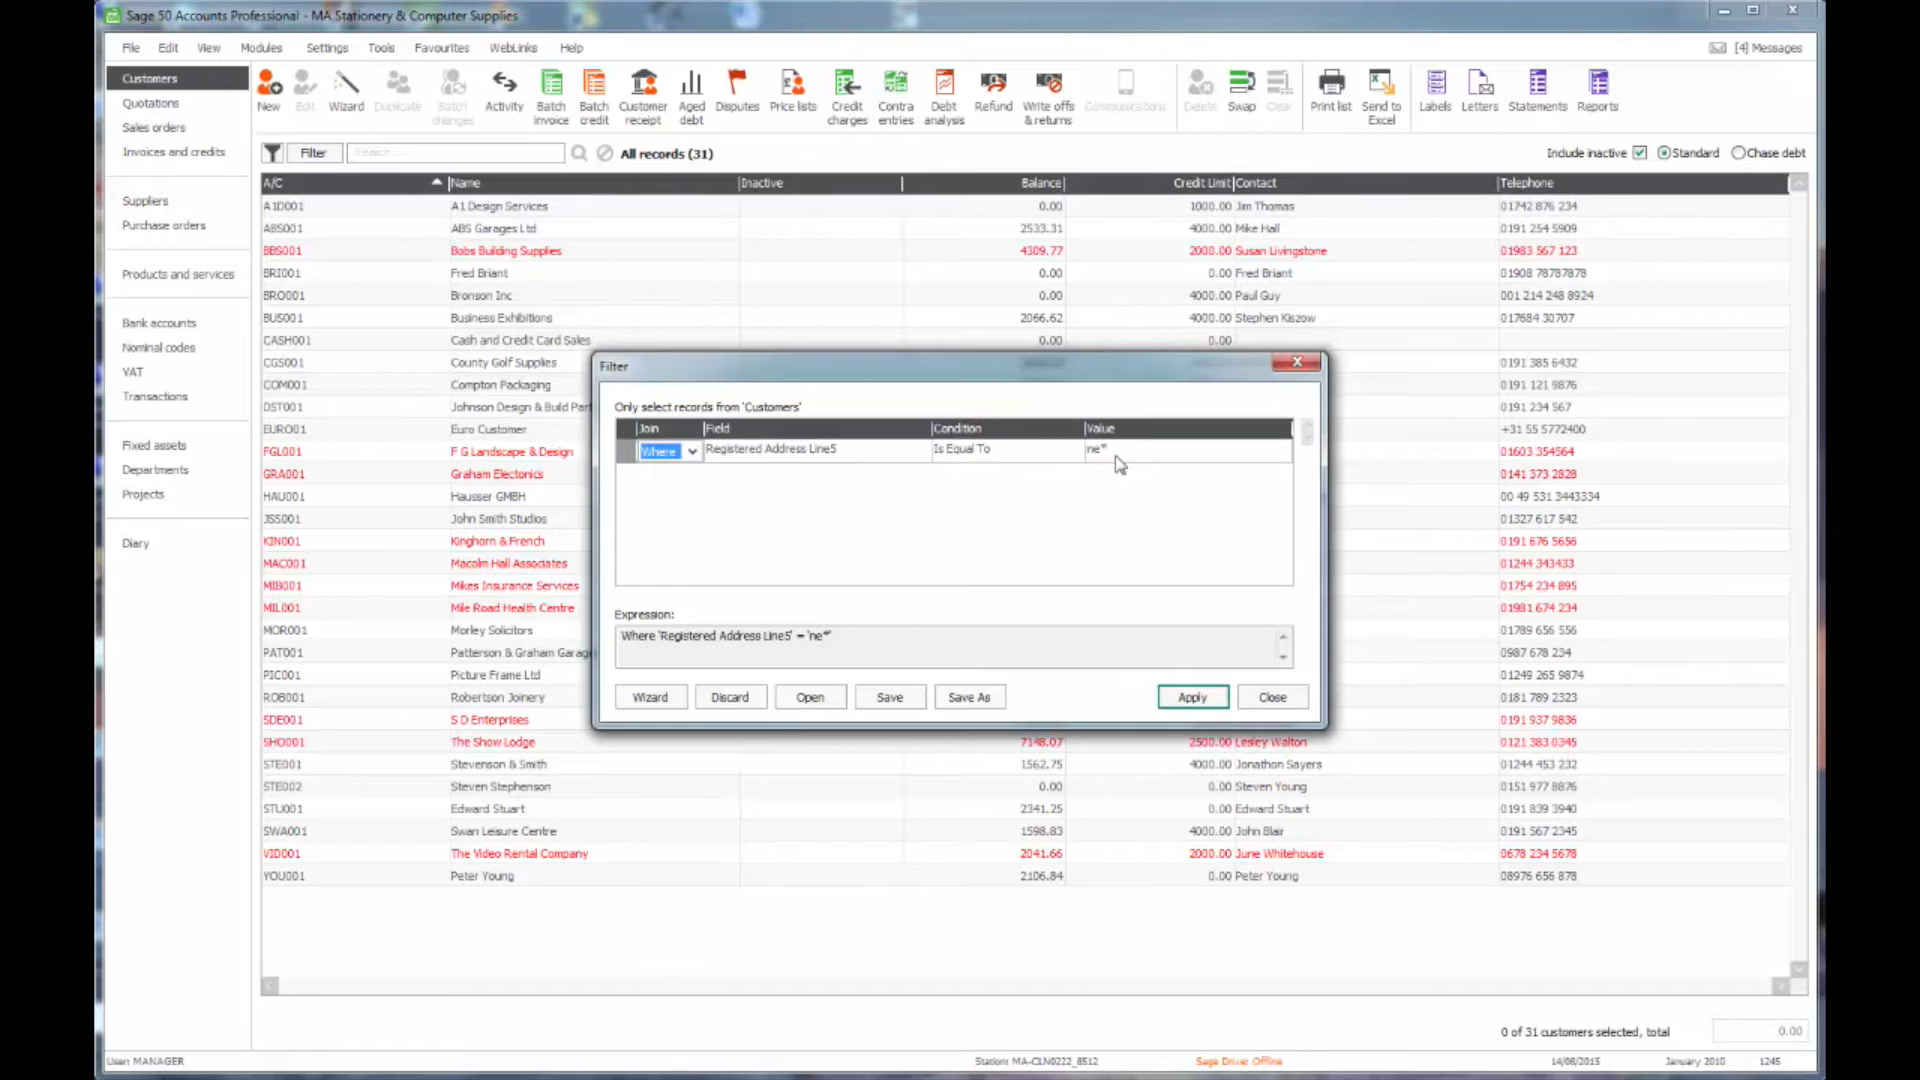 Sage 50 Accounts Professional - MA Stationery & Computer Supplies
File Edit View Modules Settings Tools Favourites WebLinks Help [4] Messages
Customers
Quotations
Sales orders
Invoices and credits
Suppliers
Purchase orders
Products and services
Bank accounts
Nominal codes
VAT
Transactions
Fixed assets
Departments
Projects
Diary
New Edit Wizard Duplicate Batch changes Activity Batch invoice Batch credit Customer receipt Aged debt Disputes Price lists Credit charges Contra entries Debt analysis Refund Write offs & returns Communications Delete Swap Clear Print list Send to Excel Labels Letters Statements Reports
Filter Search ... All records (31) Include inactive Standard Chase debt
A/C Name Inactive Balance Credit Limit Contact Telephone
A1D001 A1 Design Services 0.00 1000.00 Jim Thomas 01742 876 234
ABS001 ABS Garages Ltd 2533.31 4000.00 Mike Hall 0191 254 5909
BBS001 Bobs Building Supplies 4309.77 2000.00 Susan Livingstone 01983 567 123
BRI001 Fred Briant 0.00 0.00 Fred Briant 01908 78787878
BRO001 Bronson Inc 0.00 4000.00 Paul Guy 001 214 248 8924
BUS001 Business Exhibitions 2066.62 4000.00 Stephen Kiszow 017684 30707
CASH001 Cash and Credit Card Sales 0.00 0.00
CGS001 County Golf Supplies 0191 385 6432
COM001 Compton Packaging 0191 121 9876
DST001 Johnson Design & Build Par 0191 234 567
EURO01 Euro Customer +31 55 5772400
FGL001 F G Landscape & Design 01603 354564
GRA001 Graham Electonics 0141 373 2828
HAU001 Hausser GMBH 00 49 531 3443334
JSS001 John Smith Studios 01327 617 542
KIN001 Kinghorn & French 0191 676 5656
MAC001 Macolm Hall Associates 01244 343433
MIB001 Mikes Insurance Services 01754 234 895
MIL001 Mile Road Health Centre 01981 674 234
MOR001 Morley Solicitors 01789 656 556
PAT001 Patterson & Graham Garag 0987 678 234
PIC001 Picture Frame Ltd 01249 265 9874
ROB001 Robertson Joinery 0181 789 2323
SDE001 S D Enterprises 0191 937 9836
SHO001 The Show Lodge 7148.07 2500.00 Lesley Walton 0121 383 0345
STE001 Stevenson & Smith 1562.75 4000.00 Jonathon Sayers 01244 453 232
STE002 Steven Stephenson 0.00 0.00 Steven Young 0151 977 8876
STU001 Edward Stuart 2341.25 0.00 Edward Stuart 0191 839 3940
SWA001 Swan Leisure Centre 1598.83 4000.00 John Blair 0191 567 2345
VID001 The Video Rental Company 2041.66 2000.00 June Whitehouse 0678 234 5678
YOU001 Peter Young 2106.84 0.00 Peter Young 08976 656 878
Filter
Only select records from 'Customers'
Join Field Condition Value
Where Registered Address Line5 Is Equal To ne*
Expression:
Where 'Registered Address Line5' = 'ne*'
Wizard Discard Open Save Save As Apply Close
0 of 31 customers selected, total 0.00
User: MANAGER Station: MA-CLN0222_8512 Sage Drive: Offline 14/08/2015 January 2010 1245